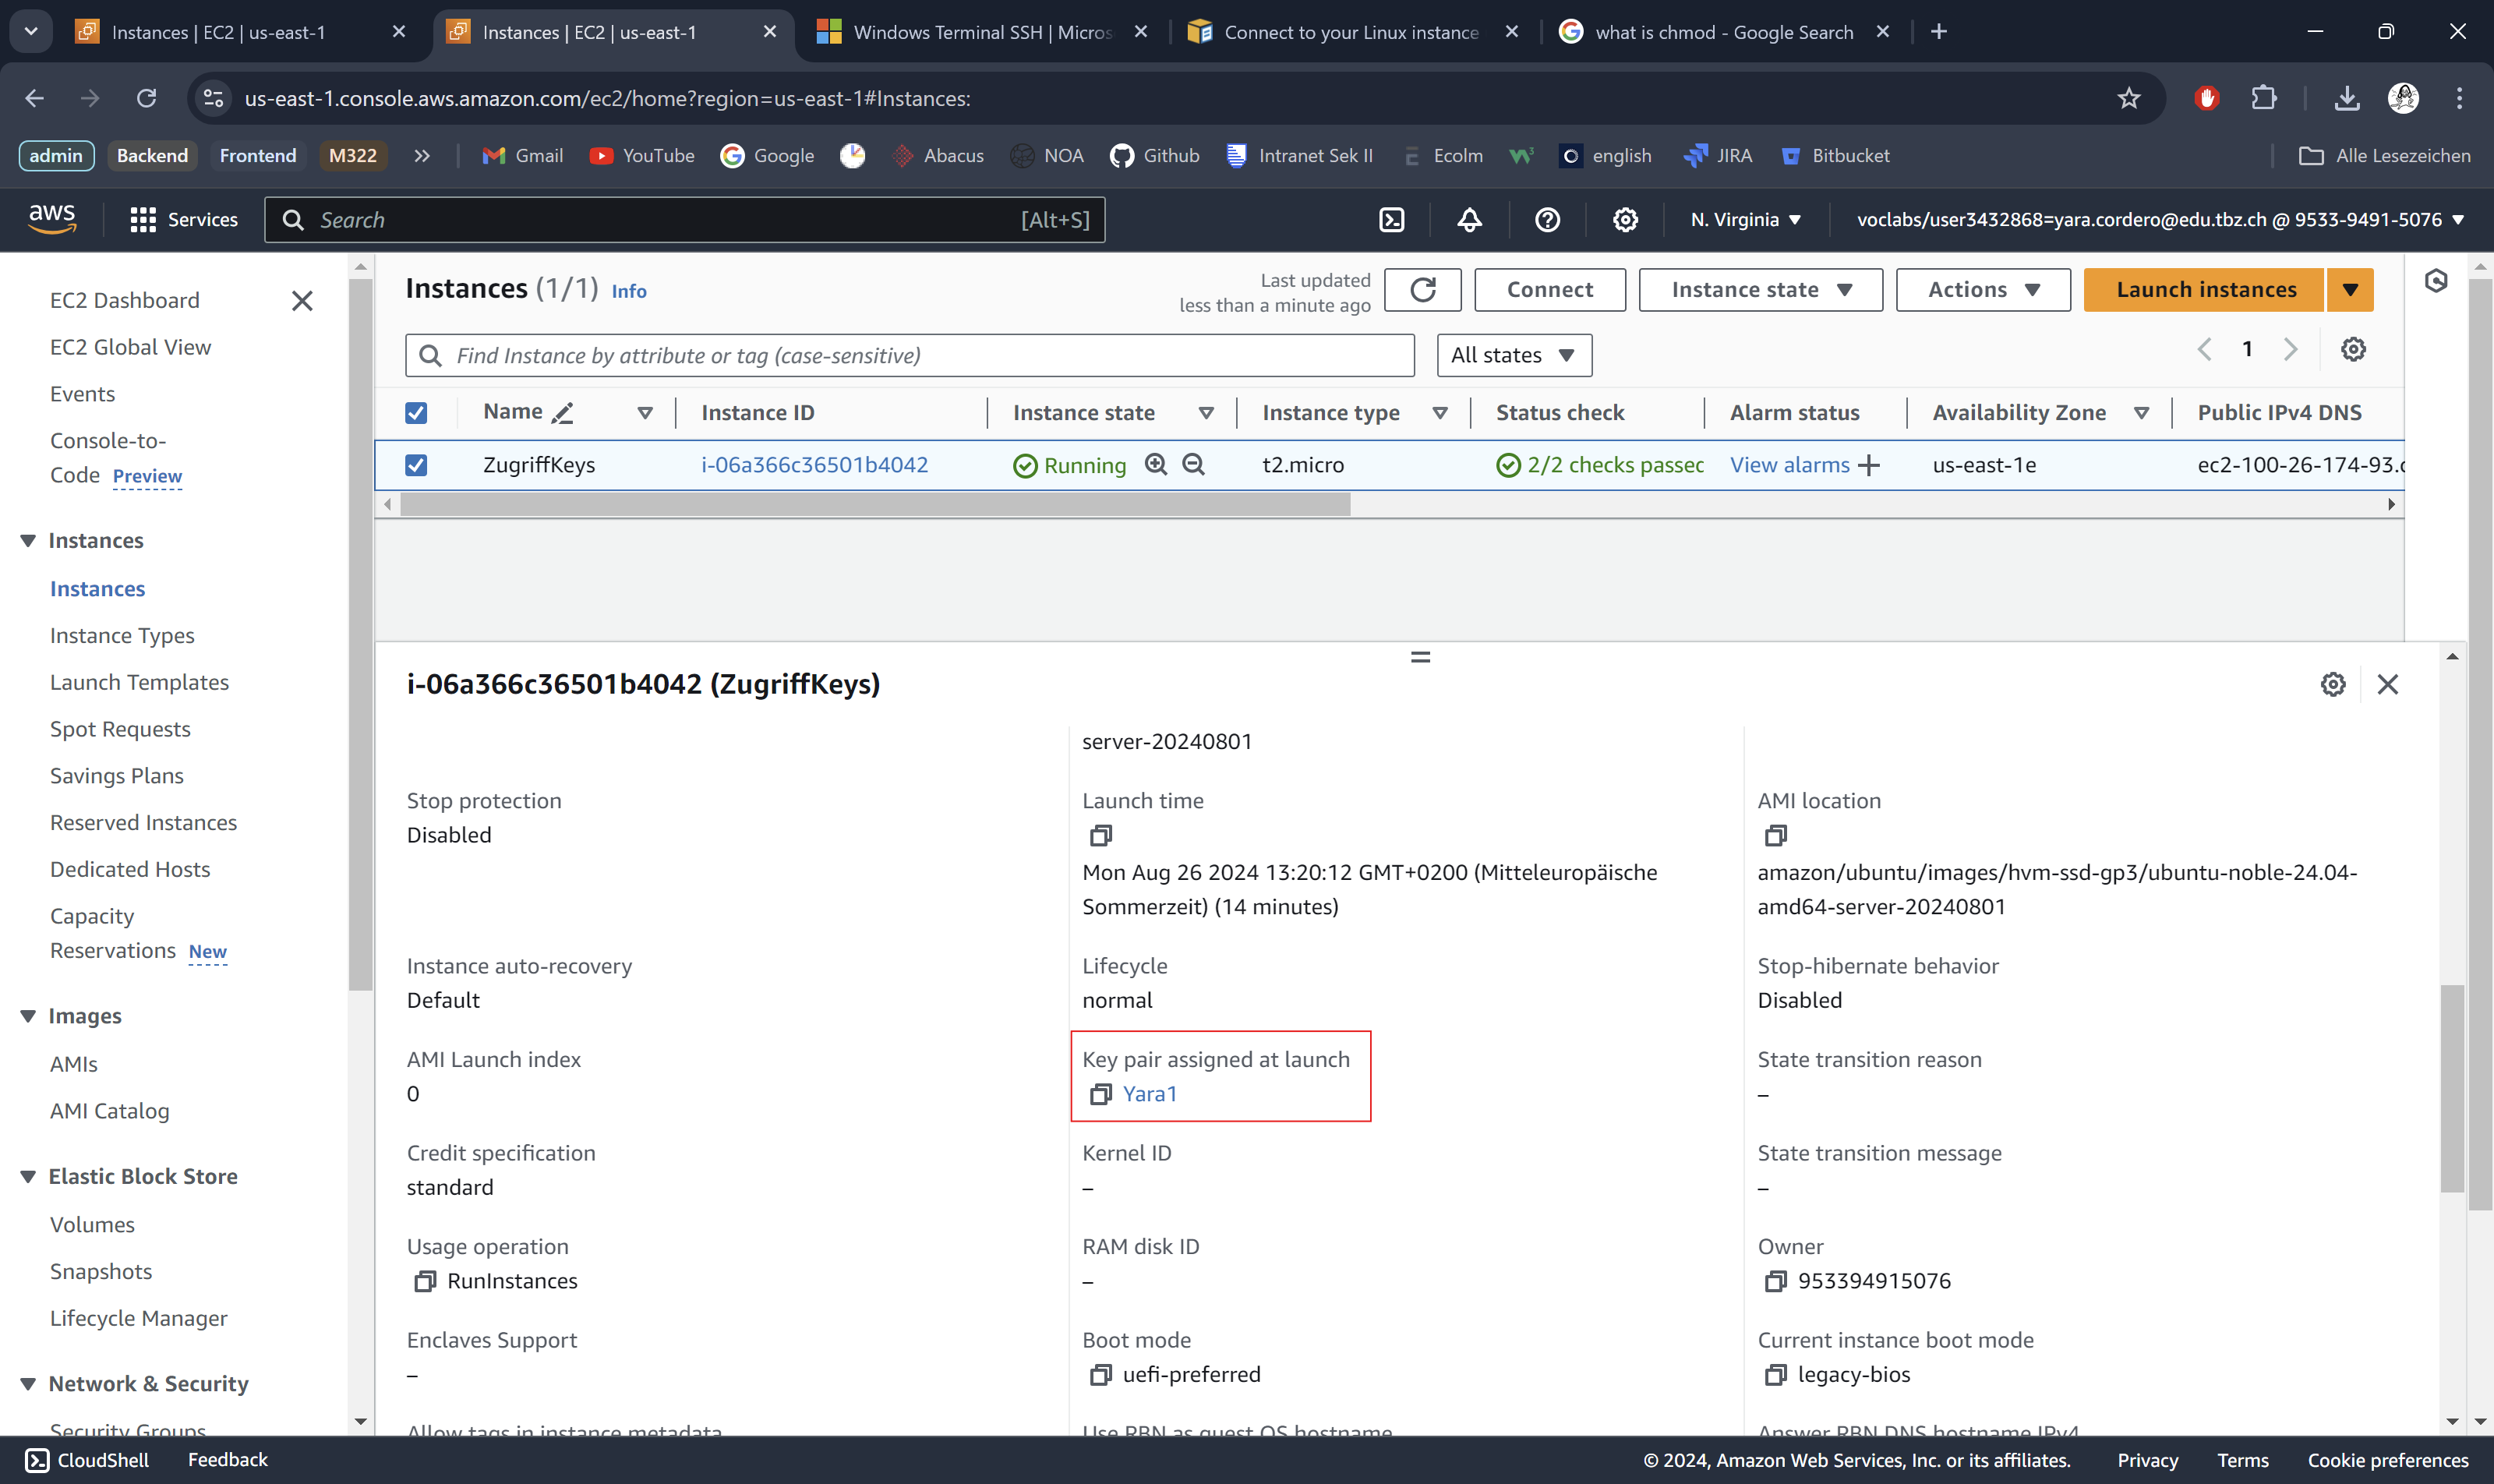 Instances | EC2 | us-east-1
Instances | EC2 | us-east-1
Windows Terminal SSH | Micros
Connect to your Linux instance
what is chmod - Google Search
us-east-1.console.aws.amazon.com/ec2/home?region=us-east-1#Instances:
admin Backend Frontend M322 Gmail YouTube Google Abacus NOA Github Intranet Sek II Ecolm english JIRA Bitbucket Alle Lesezeichen
aws Services Search [Alt+S] N. Virginia voclabs/user3432868=yara.cordero@edu.tbz.ch @ 9533-9491-5076
EC2 Dashboard
EC2 Global View
Events
Console-to-
Code Preview
Instances
Instances
Instance Types
Launch Templates
Spot Requests
Savings Plans
Reserved Instances
Dedicated Hosts
Capacity
Reservations New
Images
AMIs
AMI Catalog
Elastic Block Store
Volumes
Snapshots
Lifecycle Manager
Network & Security
Security Groups
Instances (1/1) Info
Last updated
less than a minute ago
Connect Instance state Actions Launch instances
Find Instance by attribute or tag (case-sensitive) All states 1
Name Instance ID Instance state Instance type Status check Alarm status Availability Zone Public IPv4 DNS
ZugriffKeys i-06a366c36501b4042 Running t2.micro 2/2 checks passec View alarms us-east-1e ec2-100-26-174-93.c
i-06a366c36501b4042 (ZugriffKeys)
server-20240801
Stop protection
Disabled
Launch time
Mon Aug 26 2024 13:20:12 GMT+0200 (Mitteleuropäische
Sommerzeit) (14 minutes)
AMI location
amazon/ubuntu/images/hvm-ssd-gp3/ubuntu-noble-24.04-
amd64-server-20240801
Instance auto-recovery
Default
Lifecycle
normal
Stop-hibernate behavior
Disabled
AMI Launch index
0
Key pair assigned at launch
Yara1
State transition reason
–
Credit specification
standard
Kernel ID
–
State transition message
–
Usage operation
RunInstances
RAM disk ID
–
Owner
953394915076
Enclaves Support
–
Boot mode
uefi-preferred
Current instance boot mode
legacy-bios
Allow tags in instance metadata
Use RBN as guest OS hostname
Answer RBN DNS hostname IPv4
CloudShell Feedback © 2024, Amazon Web Services, Inc. or its affiliates. Privacy Terms Cookie preferences